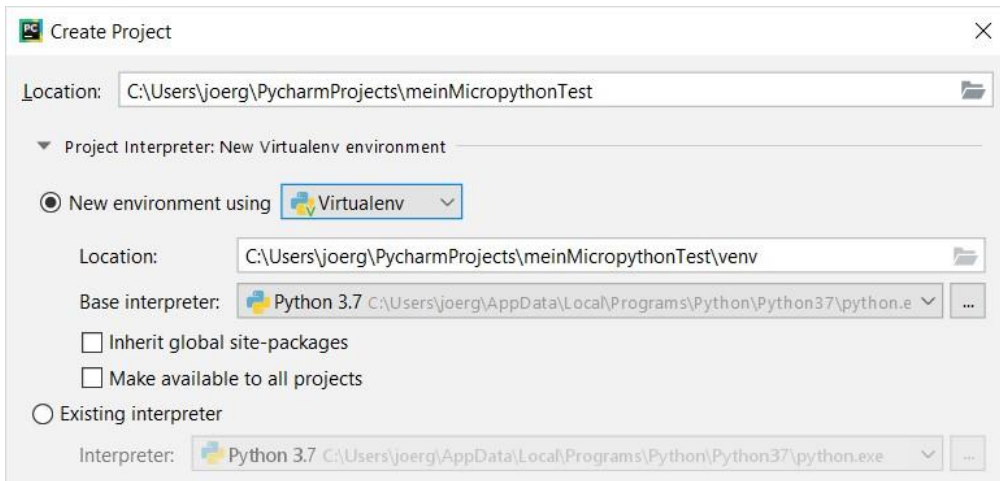 Create Project
Location: C:\Users\joerg\PycharmProjects\meinMicropythonTest
Project Interpreter: New Virtualenv environment
New environment using Virtualenv
Location: C:\Users\joerg\PycharmProjects\meinMicropythonTest\venv
Base interpreter: Python 3.7 C:\Users\joerg\AppData\Local\Programs\Python\Python37\python.e ...
Inherit global site-packages
Make available to all projects
Existing interpreter
Interpreter: Python 3.7 C:\Users\joerg\AppData\Local\Programs\Python\Python37\python.exe ...